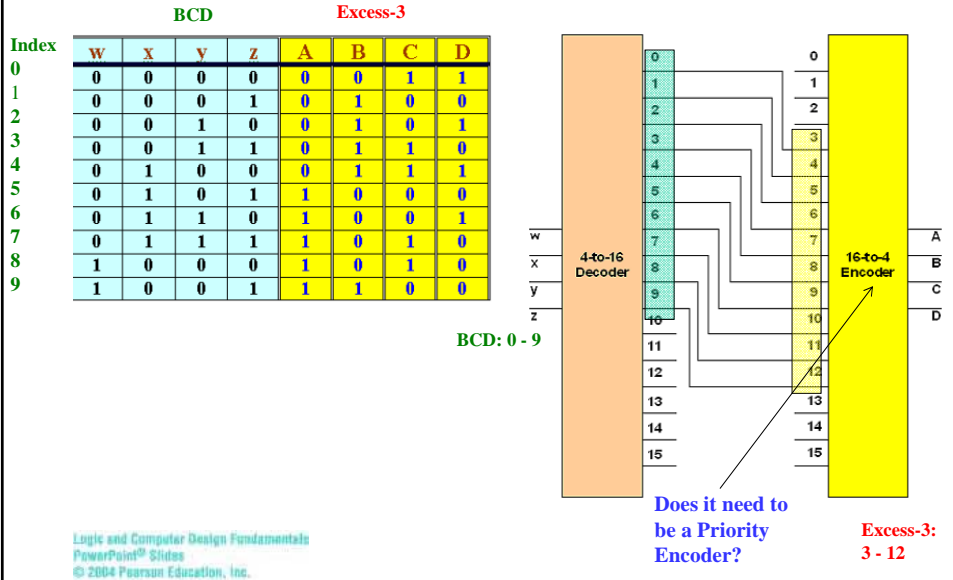 BCD Excess-3
Index w x y z A B C D
0 0 0 0 0 0 0 1 1
1 0 0 0 1 0 1 0 0
2 0 0 1 0 0 1 0 1
3 0 0 1 1 0 1 1 0
4 0 1 0 0 0 1 1 1
5 0 1 0 1 1 0 0 0
6 0 1 1 0 1 0 0 1
7 0 1 1 1 1 0 1 0
8 1 0 0 0 1 0 1 0
9 1 0 0 1 1 1 0 0
BCD: 0 - 9
w
x
y
z
4-to-16
Decoder
0
1
2
3
4
5
6
7
8
9
10
11
12
13
14
15
0
1
2
3
4
5
6
7
8
9
10
11
12
13
14
15
16-to-4
Encoder
A
B
C
D
Does it need to
be a Priority
Encoder?
Excess-3:
3 - 12
Logic and Computer Design Fundamentals
PowerPoint® Slides
© 2004 Pearson Education, Inc.